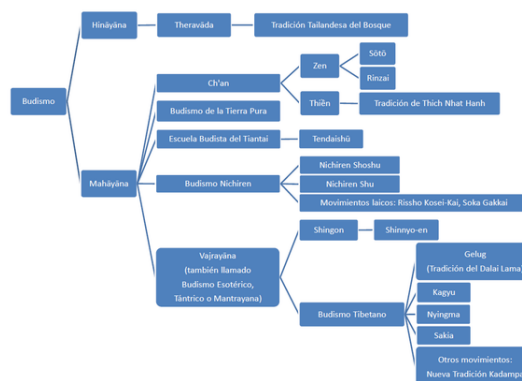 Budismo
Hīnāyāna
Theravāda
Tradición Tailandesa del Bosque
Mahāyāna
Ch'an
Zen
Sōtō
Rinzai
Thiền
Tradición de Thich Nhat Hanh
Budismo de la Tierra Pura
Escuela Budista del Tiantai
Tendaishū
Budismo Nichiren
Nichiren Shoshu
Nichiren Shu
Movimientos laicos: Rissho Kosei-Kai, Soka Gakkai
Vajrayāna
(también llamado
Budismo Esotérico,
Tántrico o Mantrayana)
Shingon
Shinnyo-en
Budismo Tibetano
Gelug
(Tradición del Dalai Lama)
Kagyu
Nyingma
Sakia
Otros movimientos:
Nueva Tradición Kadampa